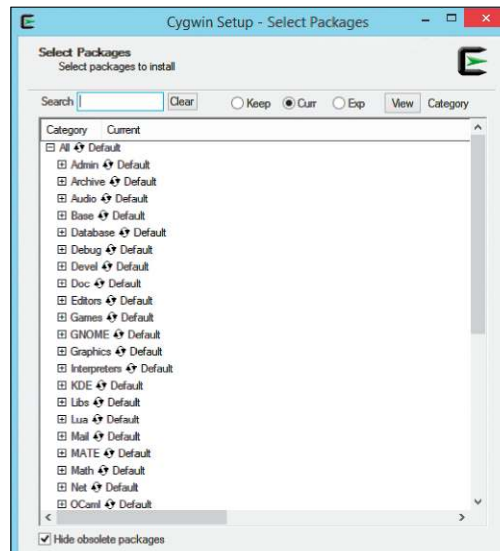 Cygwin Setup - Select Packages
Select Packages
Select packages to install
Search Clear Keep Curr Exp View Category
Category Current
All Default
Admin Default
Archive Default
Audio Default
Base Default
Database Default
Debug Default
Devel Default
Doc Default
Editors Default
Games Default
GNOME Default
Graphics Default
Interpreters Default
KDE Default
Libs Default
Lua Default
Mail Default
MATE Default
Math Default
Net Default
OCaml Default
Hide obsolete packages